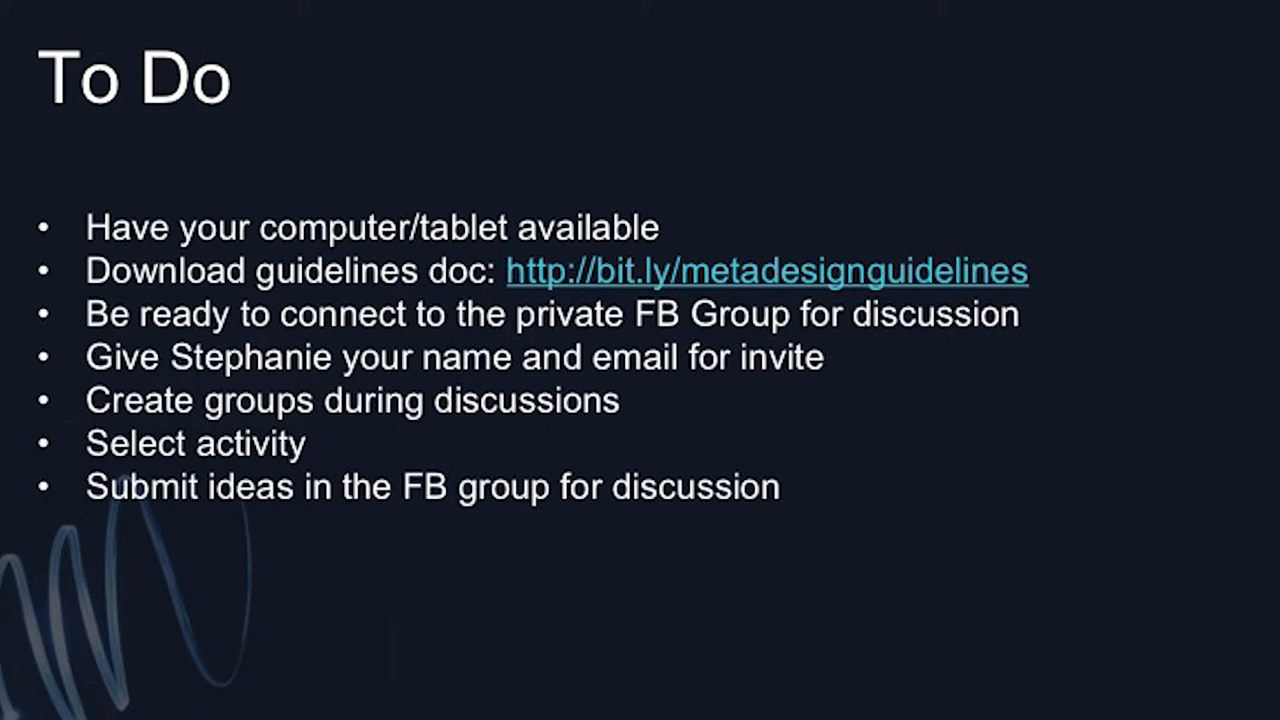 To Do
• Have your computer/tablet available
• Download guidelines doc: http://bit.ly/metadesignguidelines
• Be ready to connect to the private FB Group for discussion
• Give Stephanie your name and email for invite
• Create groups during discussions
• Select activity
• Submit ideas in the FB group for discussion